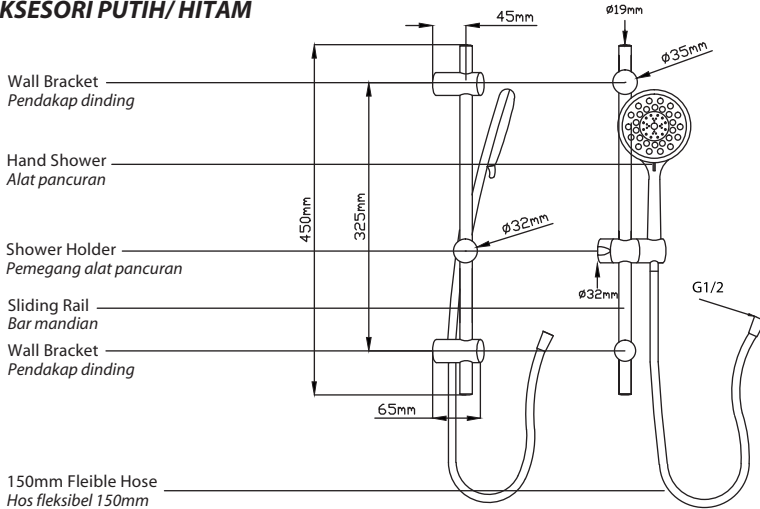 KSESORI PUTIH/ HITAM
45mm
ø19mm
ø35mm
Wall Bracket
Pendakap dinding
Hand Shower
Alat pancuran
450mm
325mm
ø32mm
Shower Holder
Pemegang alat pancuran
ø32mm
G1/2
Sliding Rail
Bar mandian
Wall Bracket
Pendakap dinding
65mm
150mm Fleible Hose
Hos fleksibel 150mm